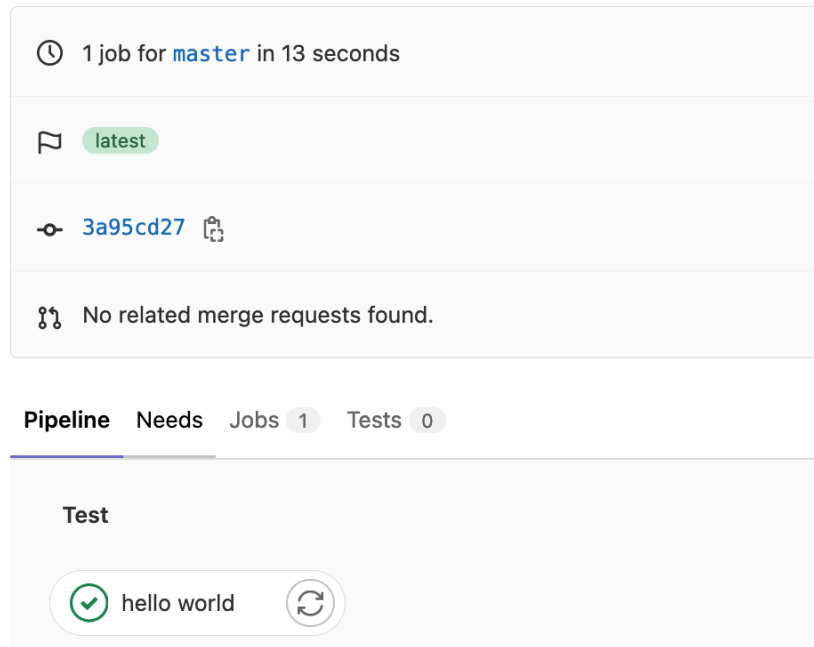 1 job for master in 13 seconds
latest
3a95cd27
No related merge requests found.
Pipeline Needs Jobs 1 Tests 0
Test
hello world